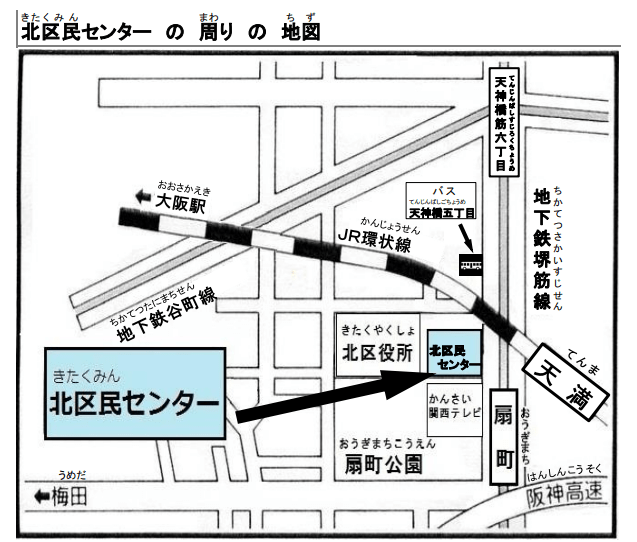 きたくみん まわ ちず
北区民センター の 周り の 地図
てんじんばしすじろくちょうめ
天神橋筋六丁目
おおさかえき
大阪駅
バス
てんじんばしごちょうめ
天神橋五丁目
ちかてつさかいすじせん
地下鉄堺筋線
かんじょうせん
JR環状線
ちかてつたにまちせん
地下鉄谷町線
きたくやくしょ
北区役所
北区民
センター
てんま
天満
きたくみん
北区民センター
かんさい
関西テレビ
おうぎまち
扇町
おうぎまちこうえん
扇町公園
うめだ
梅田
はんしんこうそく
阪神高速